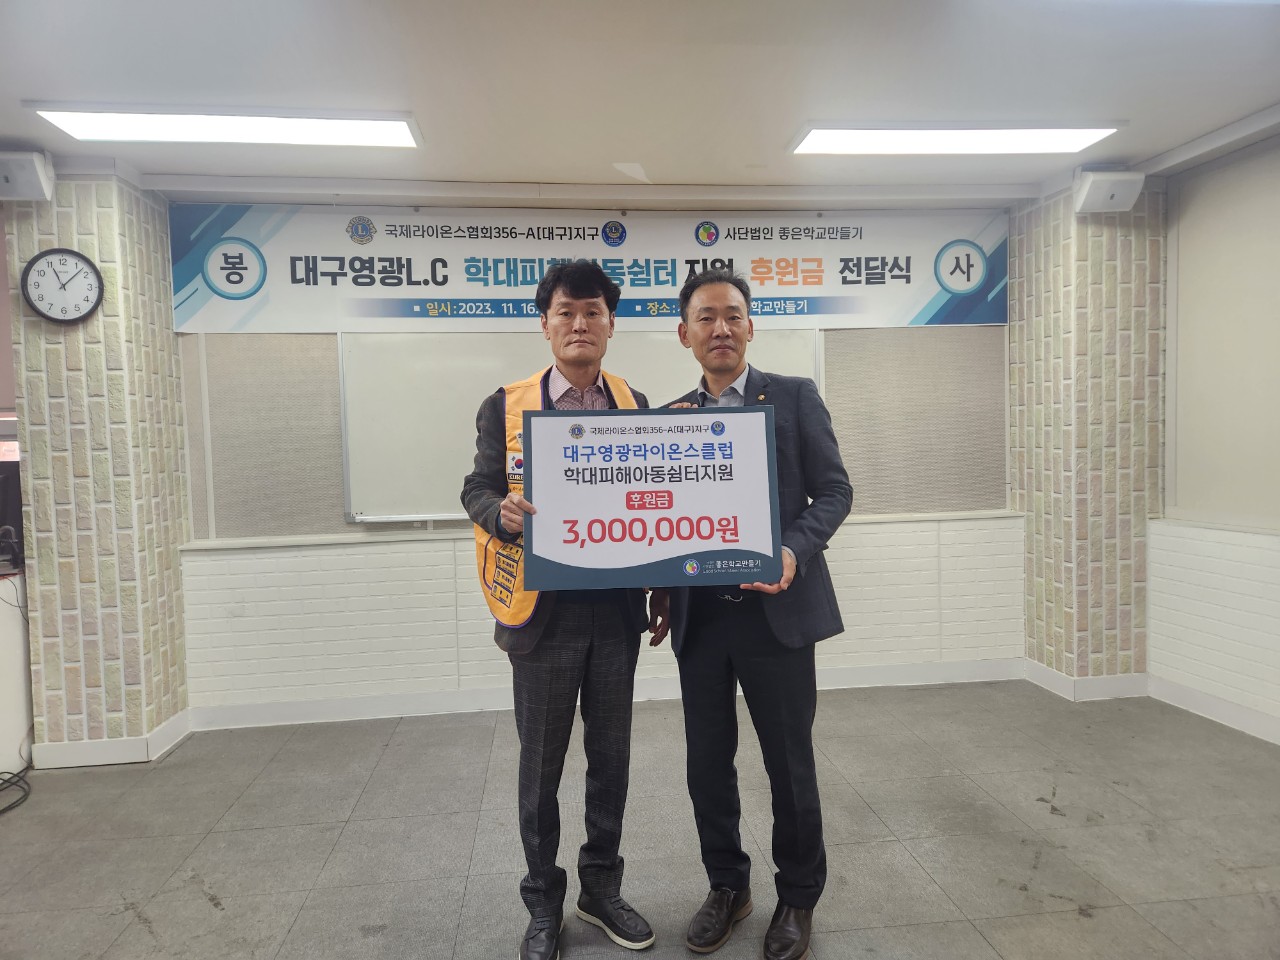 국제라이온스협회356-A[대구]지구 사단법인 좋은학교만들기
봉 대구영광L.C 학대피해아동쉼터 지원 후원금 전달식 사
일시:2023. 11. 16. 장소: 학교만들기
국제라이온스협회356-A[대구]지구
대구영광라이온스클럽
학대피해아동쉼터지원
후원금
3,000,000원
좋은학교만들기